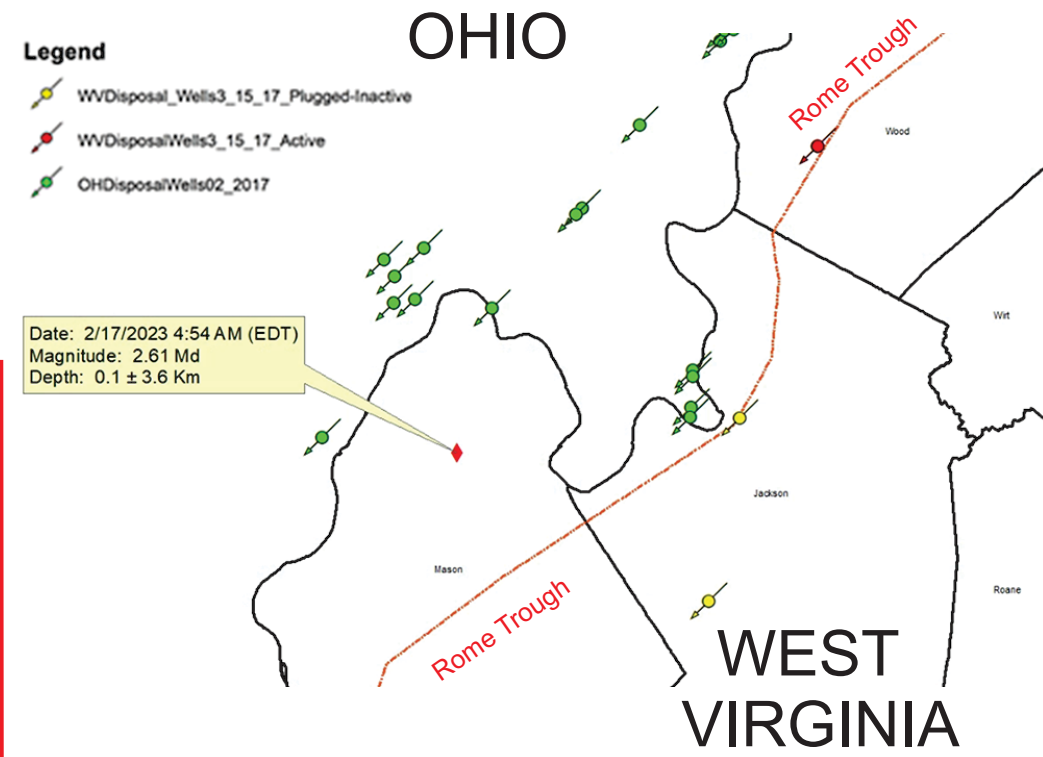 OHIO
Legend
WVDisposal_Wells3_15_17_Plugged-Inactive
WVDisposalWells3_15_17_Active
OHDisposalWells02_2017
Rome Trough
Wood
Wirt
Date: 2/17/2023 4:54 AM (EDT)
Magnitude: 2.61 Md
Depth: 0.1 ± 3.6 Km
Jackson
Mason
Roane
Rome Trough
WEST
VIRGINIA